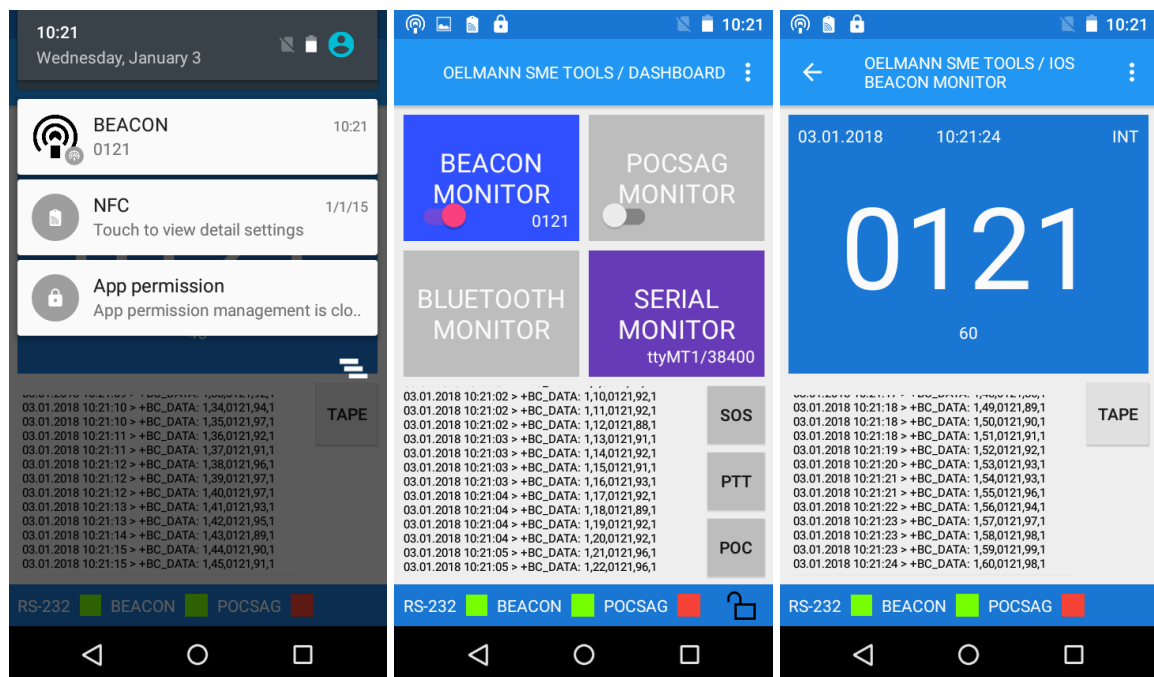 10:21
Wednesday, January 3
BEACON
10:21
0121
NFC
1/1/15
Touch to view detail settings
App permission
App permission management is clo..
TAPE
03.01.2018 10:21:10 > +BC_DATA: 1,34,0121,94,1
03.01.2018 10:21:10 > +BC_DATA: 1,35,0121,97,1
03.01.2018 10:21:11 > +BC_DATA: 1,36,0121,92,1
03.01.2018 10:21:11 > +BC_DATA: 1,37,0121,91,1
03.01.2018 10:21:12 > +BC_DATA: 1,38,0121,96,1
03.01.2018 10:21:12 > +BC_DATA: 1,39,0121,97,1
03.01.2018 10:21:12 > +BC_DATA: 1,40,0121,97,1
03.01.2018 10:21:13 > +BC_DATA: 1,41,0121,93,1
03.01.2018 10:21:13 > +BC_DATA: 1,42,0121,95,1
03.01.2018 10:21:14 > +BC_DATA: 1,43,0121,89,1
03.01.2018 10:21:15 > +BC_DATA: 1,44,0121,90,1
03.01.2018 10:21:15 > +BC_DATA: 1,45,0121,91,1
RS-232 BEACON POCSAG
10:21
OELMANN SME TOOLS / DASHBOARD
BEACON
MONITOR
0121
POCSAG
MONITOR
BLUETOOTH
MONITOR
SERIAL
MONITOR
ttyMT1/38400
03.01.2018 10:21:02 > +BC_DATA: 1,10,0121,92,1
03.01.2018 10:21:02 > +BC_DATA: 1,11,0121,92,1
03.01.2018 10:21:02 > +BC_DATA: 1,12,0121,88,1
03.01.2018 10:21:03 > +BC_DATA: 1,13,0121,91,1
03.01.2018 10:21:03 > +BC_DATA: 1,14,0121,92,1
03.01.2018 10:21:03 > +BC_DATA: 1,15,0121,91,1
03.01.2018 10:21:03 > +BC_DATA: 1,16,0121,93,1
03.01.2018 10:21:04 > +BC_DATA: 1,17,0121,92,1
03.01.2018 10:21:04 > +BC_DATA: 1,18,0121,89,1
03.01.2018 10:21:04 > +BC_DATA: 1,19,0121,92,1
03.01.2018 10:21:04 > +BC_DATA: 1,20,0121,92,1
03.01.2018 10:21:05 > +BC_DATA: 1,21,0121,96,1
03.01.2018 10:21:05 > +BC_DATA: 1,22,0121,96,1
SOS
PTT
POC
RS-232 BEACON POCSAG
10:21
OELMANN SME TOOLS / IOS
BEACON MONITOR
03.01.2018 10:21:24 INT
0121
60
03.01.2018 10:21:18 > +BC_DATA: 1,49,0121,89,1
03.01.2018 10:21:18 > +BC_DATA: 1,50,0121,90,1
03.01.2018 10:21:18 > +BC_DATA: 1,51,0121,91,1
03.01.2018 10:21:19 > +BC_DATA: 1,52,0121,92,1
03.01.2018 10:21:20 > +BC_DATA: 1,53,0121,93,1
03.01.2018 10:21:21 > +BC_DATA: 1,54,0121,93,1
03.01.2018 10:21:21 > +BC_DATA: 1,55,0121,96,1
03.01.2018 10:21:22 > +BC_DATA: 1,56,0121,94,1
03.01.2018 10:21:23 > +BC_DATA: 1,57,0121,97,1
03.01.2018 10:21:23 > +BC_DATA: 1,58,0121,98,1
03.01.2018 10:21:23 > +BC_DATA: 1,59,0121,99,1
03.01.2018 10:21:24 > +BC_DATA: 1,60,0121,98,1
TAPE
RS-232 BEACON POCSAG